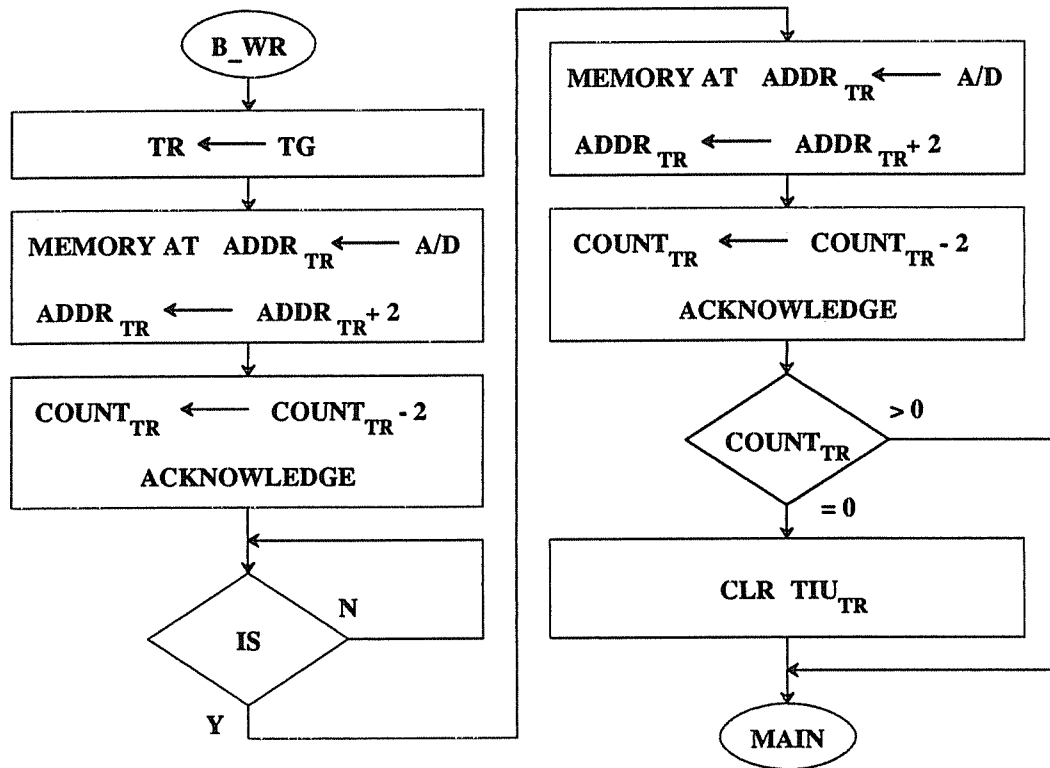 B_WR
TR ← TG
MEMORY AT ADDR TR ← A/D
ADDR TR ← ADDR TR + 2
COUNT TR ← COUNT TR - 2
ACKNOWLEDGE
IS
N
Y
MEMORY AT ADDR TR ← A/D
ADDR TR ← ADDR TR + 2
COUNT TR ← COUNT TR - 2
ACKNOWLEDGE
COUNT TR
> 0
= 0
CLR TIU TR
MAIN